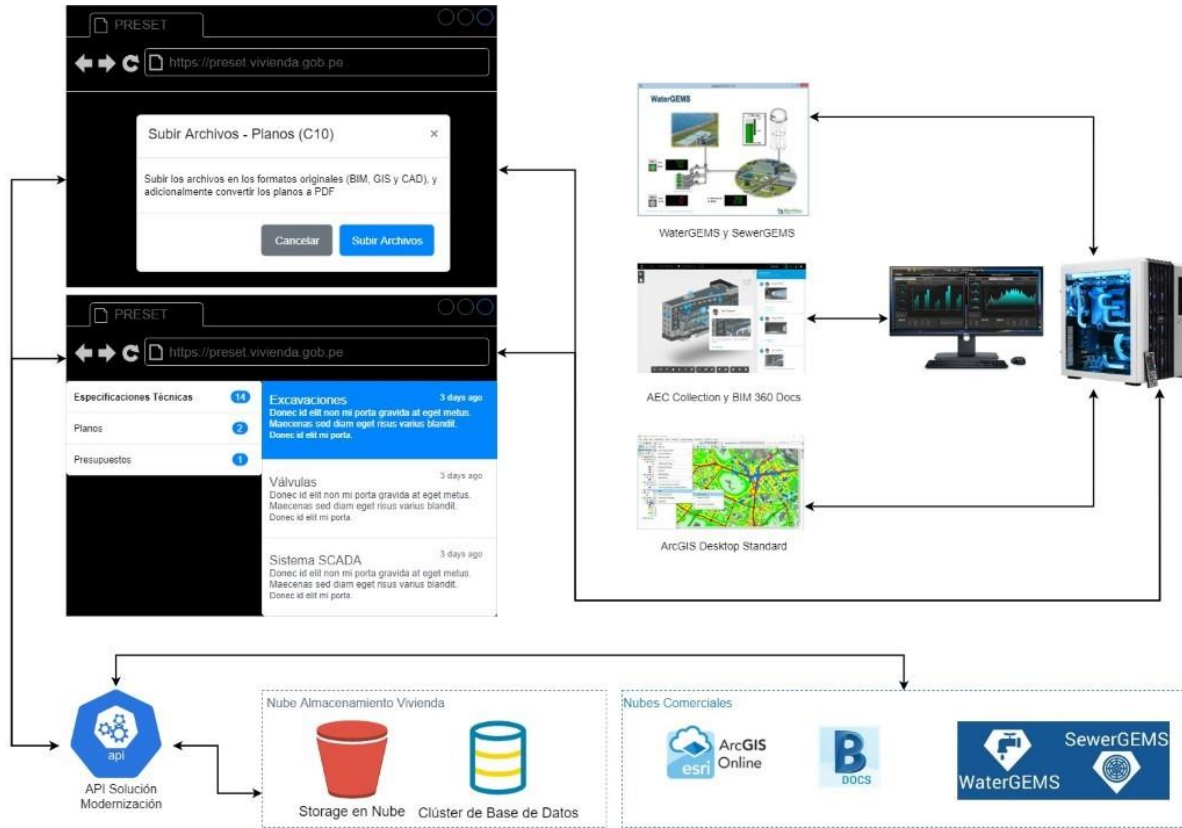 PRESET
https://preset.vivienda.gob.pe
Subir Archivos - Planos (C10)
×
Subir los archivos en los formatos originales (BIM, GIS y CAD), y
adicionalmente convertir los planos a PDF
Cancelar
Subir Archivos
PRESET
https://preset.vivienda.gob.pe
Especificaciones Técnicas 14
Planos 2
Presupuestos 1
Excavaciones 3 days ago
Donec id elit non mi porta gravida at eget metus.
Maecenas sed diam eget risus varius blandit.
Donec id elit mi porta.
Válvulas 3 days ago
Donec id elit non mi porta gravida at eget metus.
Maecenas sed diam eget risus varius blandit.
Donec id elit mi porta.
Sistema SCADA 3 days ago
Donec id elit non mi porta gravida at eget metus.
Maecenas sed diam eget risus varius blandit.
Donec id elit mi porta.
WaterGEMS
WaterGEMS y SewerGEMS
AEC Collection y BIM 360 Docs
ArcGIS Desktop Standard
api
API Solución
Modernización
Nube Almacenamiento Vivienda
Storage en Nube
Clúster de Base de Datos
Nubes Comerciales
esri
ArcGIS
Online
B
DOCS
WaterGEMS
SewerGEMS